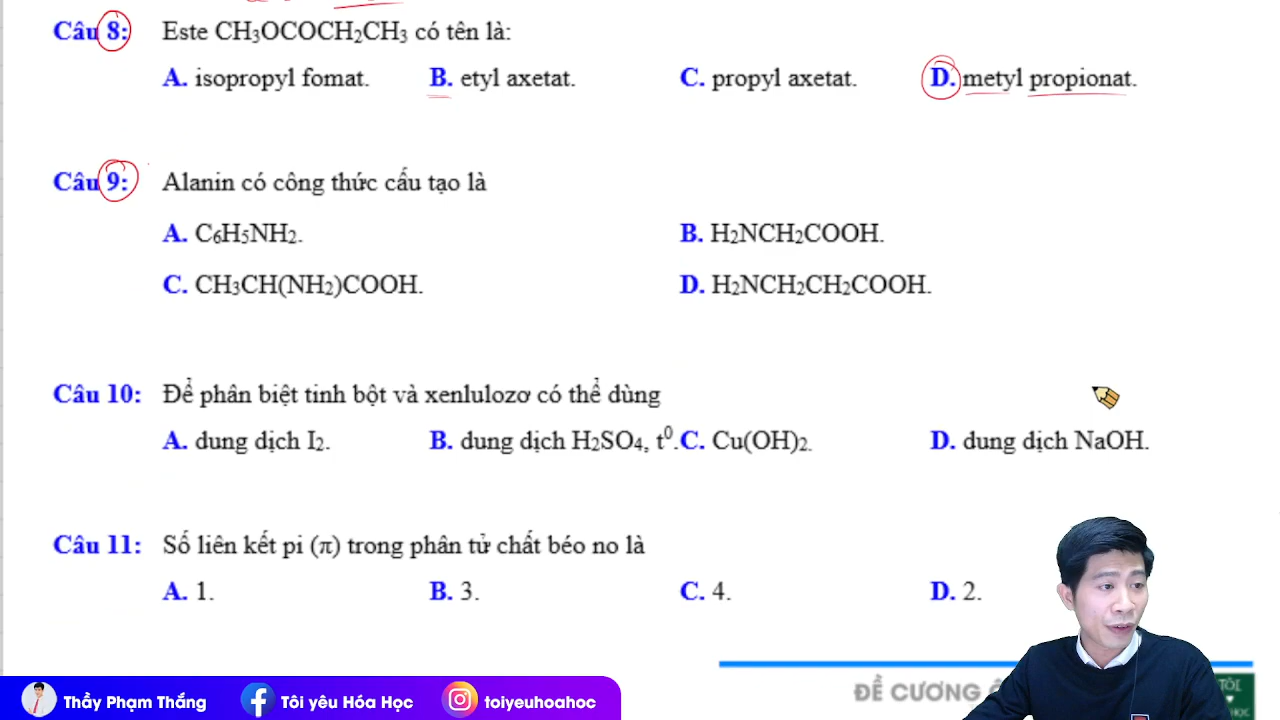 Câu 8: Este CH₃OCOCH₂CH₃ có tên là:
A. isopropyl fomat. B. etyl axetat. C. propyl axetat. D. metyl propionat.
Câu 9: Alanin có công thức cấu tạo là
A. C₆H₅NH₂. B. H₂NCH₂COOH.
C. CH₃CH(NH₂)COOH. D. H₂NCH₂CH₂COOH.
Câu 10: Để phân biệt tinh bột và xenlulozơ có thể dùng
A. dung dịch I₂. B. dung dịch H₂SO₄, t⁰. C. Cu(OH)₂. D. dung dịch NaOH.
Câu 11: Số liên kết pi (π) trong phân tử chất béo no là
A. 1. B. 3. C. 4. D. 2.
ĐỀ CƯƠNG
TÔI
HỌC
Thầy Phạm Thắng Tôi yêu Hóa Học toiyeuhoahoc